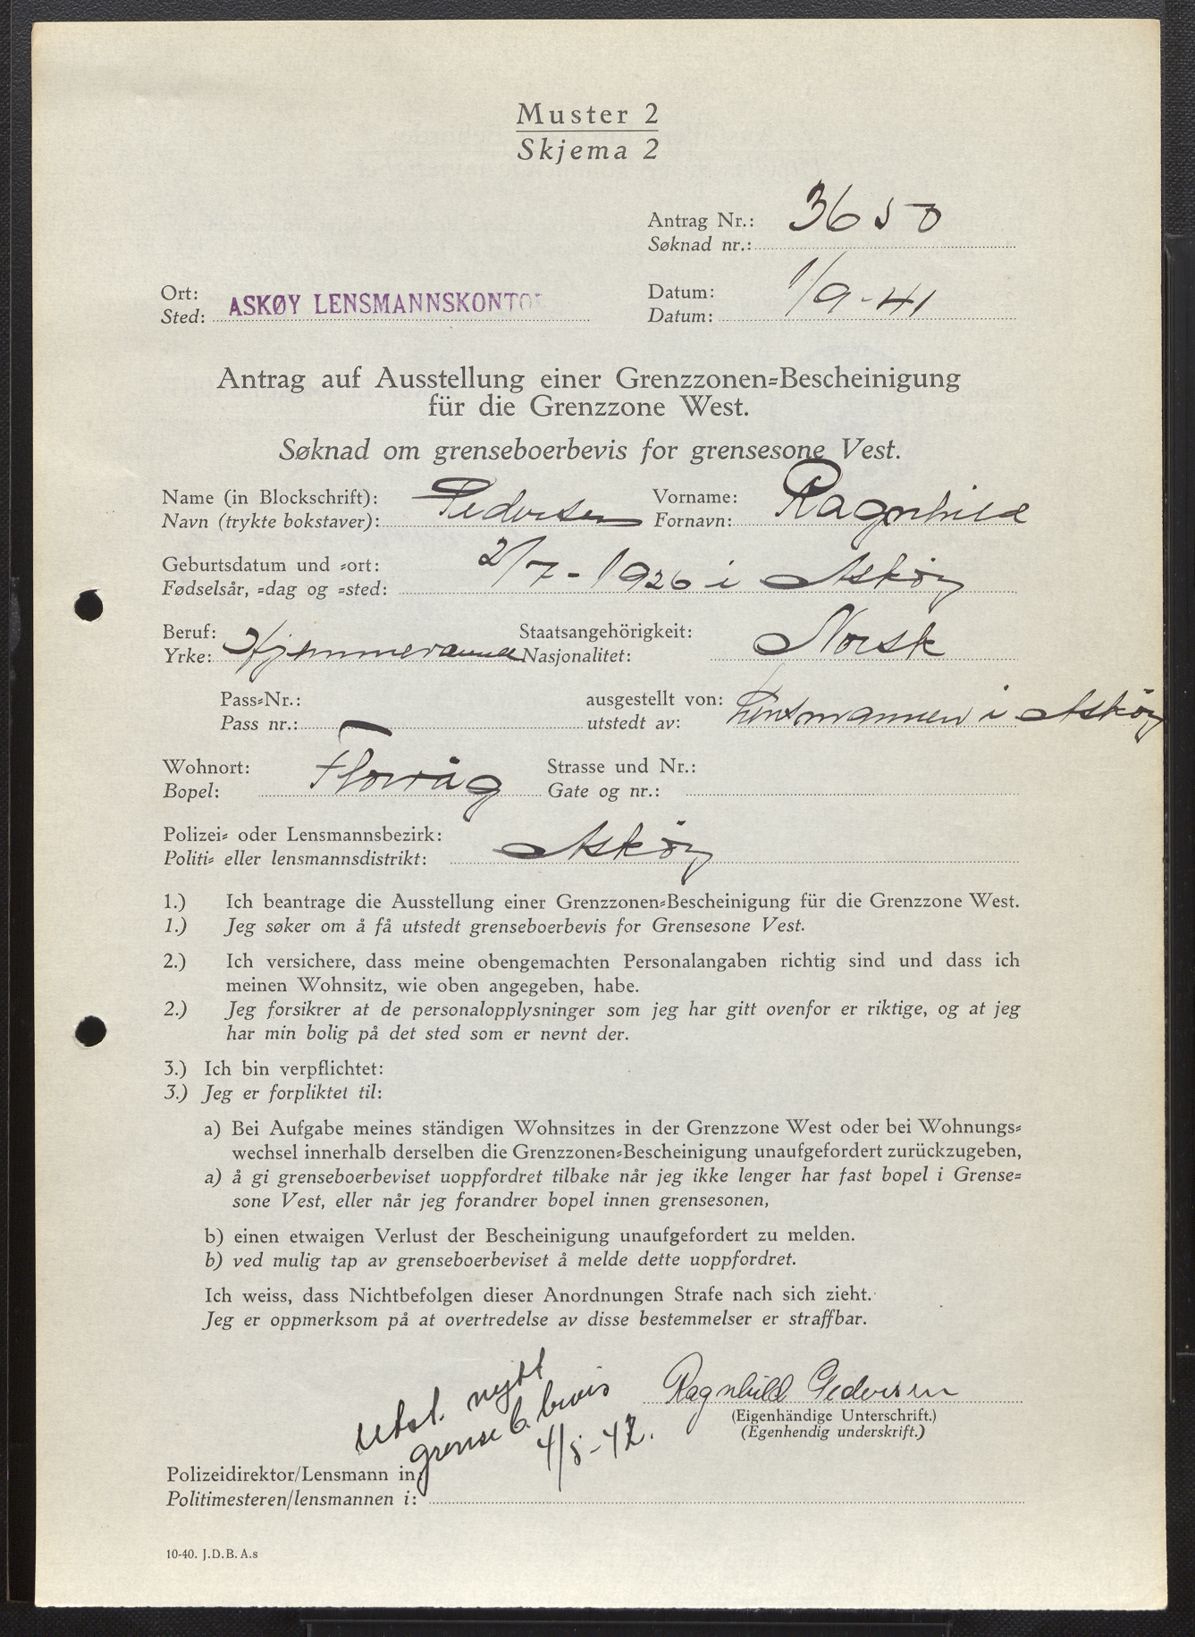 Muster 2
Skjema 2
Antrag Nr.: 3650
Søknad nr.:
Ort:
Sted: ASKØY LENSMANNSKONTO
Datum: 1/9-41
Datum:
Antrag auf Ausstellung einer Grenzzonen=Bescheinigung
für die Grenzzone West.
Søknad om grenseboerbevis for grensesone Vest.
Name (in Blockschrift): Pedersen Vorname: Ragnhild
Navn (trykte bokstaver): Fornavn:
Geburtsdatum und =ort: 2/7-1926 i Askøy
Fødselsår, =dag og =sted:
Beruf: Staatsangehörigkeit: Norsk
Yrke: Hjemmeværende Nasjonalitet:
Pass=Nr.: ausgestellt von: Lensmannen i Askøy
Pass nr.: utstedt av:
Wohnort: Florvåg Strasse und Nr.:
Bopel: Gate og nr.:
Polizei= oder Lensmannsbezirk: Askøy
Politi= eller lensmannsdistrikt:
1.) Ich beantrage die Ausstellung einer Grenzzonen=Bescheinigung für die Grenzzone West.
1.) Jeg søker om å få utstedt grenseboerbevis for Grensesone Vest.
2.) Ich versichere, dass meine obengemachten Personalangaben richtig sind und dass ich
meinen Wohnsitz, wie oben angegeben, habe.
2.) Jeg forsikrer at de personalopplysninger som jeg har gitt ovenfor er riktige, og at jeg
har min bolig på det sted som er nevnt der.
3.) Ich bin verpflichtet:
3.) Jeg er forpliktet til:
a) Bei Aufgabe meines ständigen Wohnsitzes in der Grenzzone West oder bei Wohnungs=
wechsel innerhalb derselben die Grenzzonen=Bescheinigung unaufgefordert zurückzugeben,
a) å gi grenseboerbeviset uoppfordret tilbake når jeg ikke lenger har fast bopel i Grense=
sone Vest, eller når jeg forandrer bopel innen grensesonen,
b) einen etwaigen Verlust der Bescheinigung unaufgefordert zu melden.
b) ved mulig tap av grenseboerbeviset å melde dette uoppfordret.
Ich weiss, dass Nichtbefolgen dieser Anordnungen Strafe nach sich zieht.
Jeg er oppmerksom på at overtredelse av disse bestemmelser er straffbar.
utst. nytt
grense b. bevis
Ragnhild Pedersen
(Eigenhändige Unterschrift.)
(Egenhendig underskrift.)
Polizeidirektor/Lensmann in
Politimesteren/lensmannen i:
10-40. J.D.B.A.s